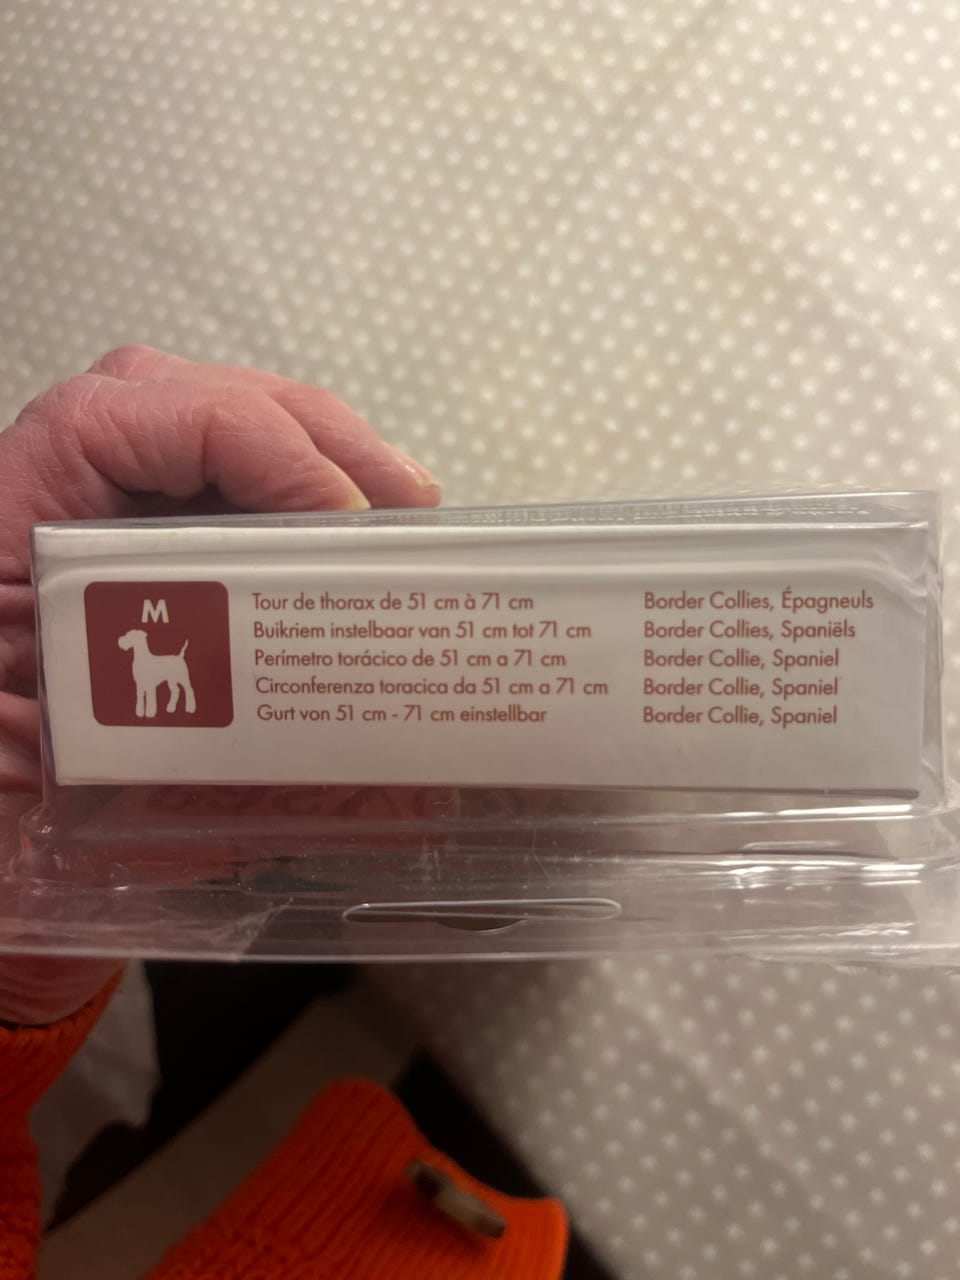 M
Tour de thorax de 51 cm à 71 cm Border Collies, Épagneuls
Buikriem instelbaar van 51 cm tot 71 cm Border Collies, Spaniëls
Perímetro torácico de 51 cm a 71 cm Border Collie, Spaniel
Circonferenza toracica da 51 cm a 71 cm Border Collie, Spaniel
Gurt von 51 cm - 71 cm einstellbar Border Collie, Spaniel